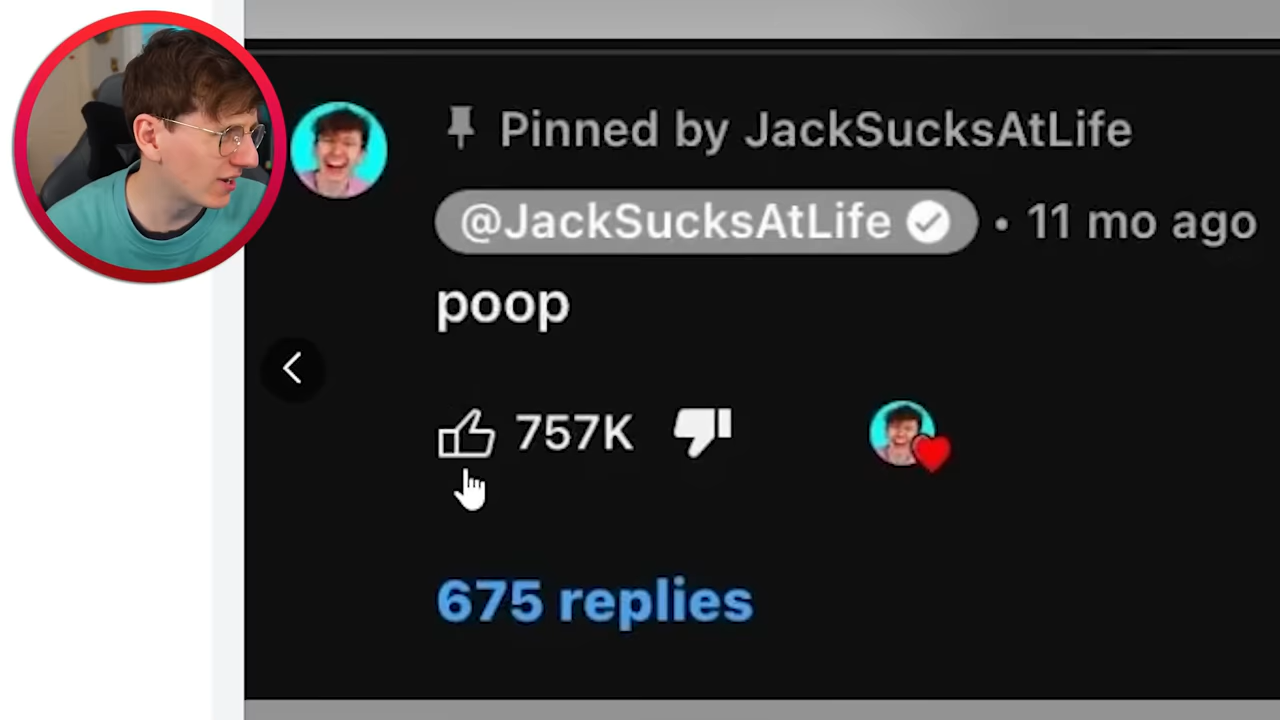 Pinned by JackSucksAtLife
@JackSucksAtLife • 11 mo ago
poop
757K
675 replies